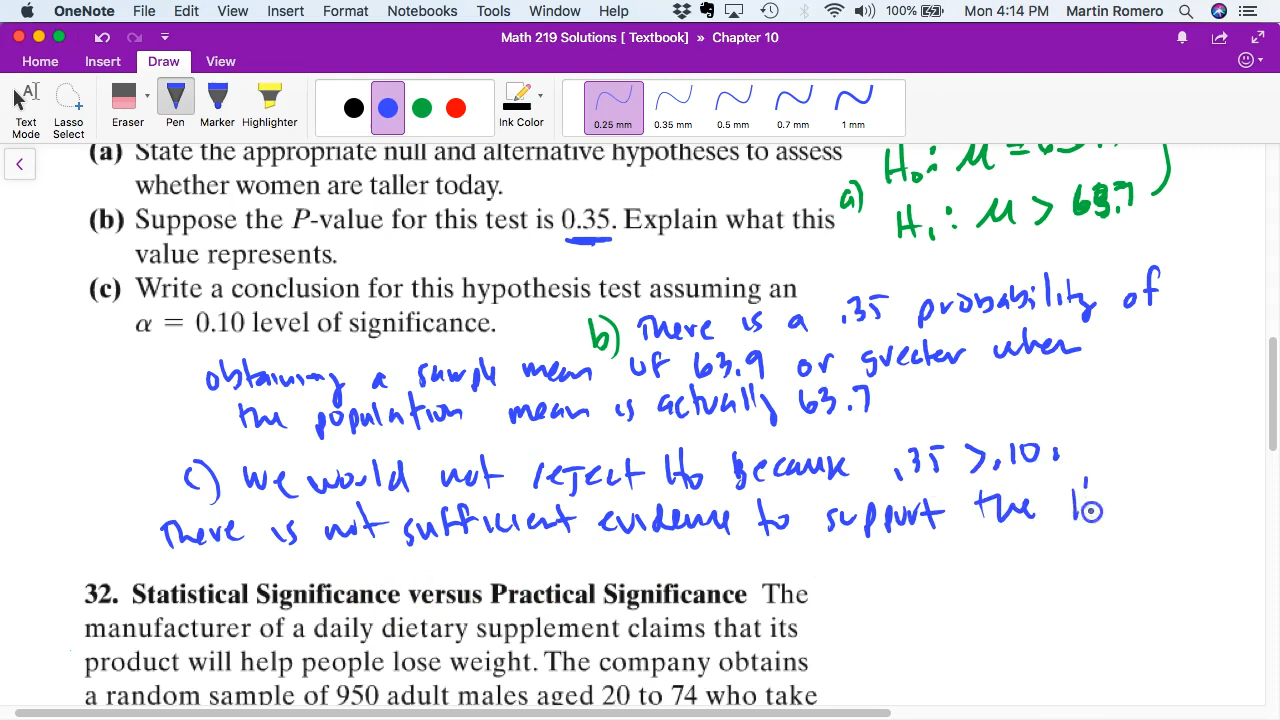 OneNote File Edit View Insert Format Notebooks Tools Window Help 100% Mon 4:14 PM Martin Romero
Math 219 Solutions [ Textbook] » Chapter 10
Home Insert Draw View
Text Mode
Lasso Select
Eraser
Pen
Marker
Highlighter
Ink Color
0.25 mm 0.35 mm 0.5 mm 0.7 mm 1 mm
(a) State the appropriate null and alternative hypotheses to assess
whether women are taller today.
a) H₀: μ = 63.7
H₁: μ > 63.7
(b) Suppose the P-value for this test is 0.35. Explain what this
value represents.
(c) Write a conclusion for this hypothesis test assuming an
α = 0.10 level of significance.
b) There is a .35 probability of
obtaining a sample mean of 63.9 or greater when
the population mean is actually 63.7
c) we would not reject H₀ because .35 > .10.
There is not sufficient evidence to support the
32. Statistical Significance versus Practical Significance The
manufacturer of a daily dietary supplement claims that its
product will help people lose weight. The company obtains
a random sample of 950 adult males aged 20 to 74 who take